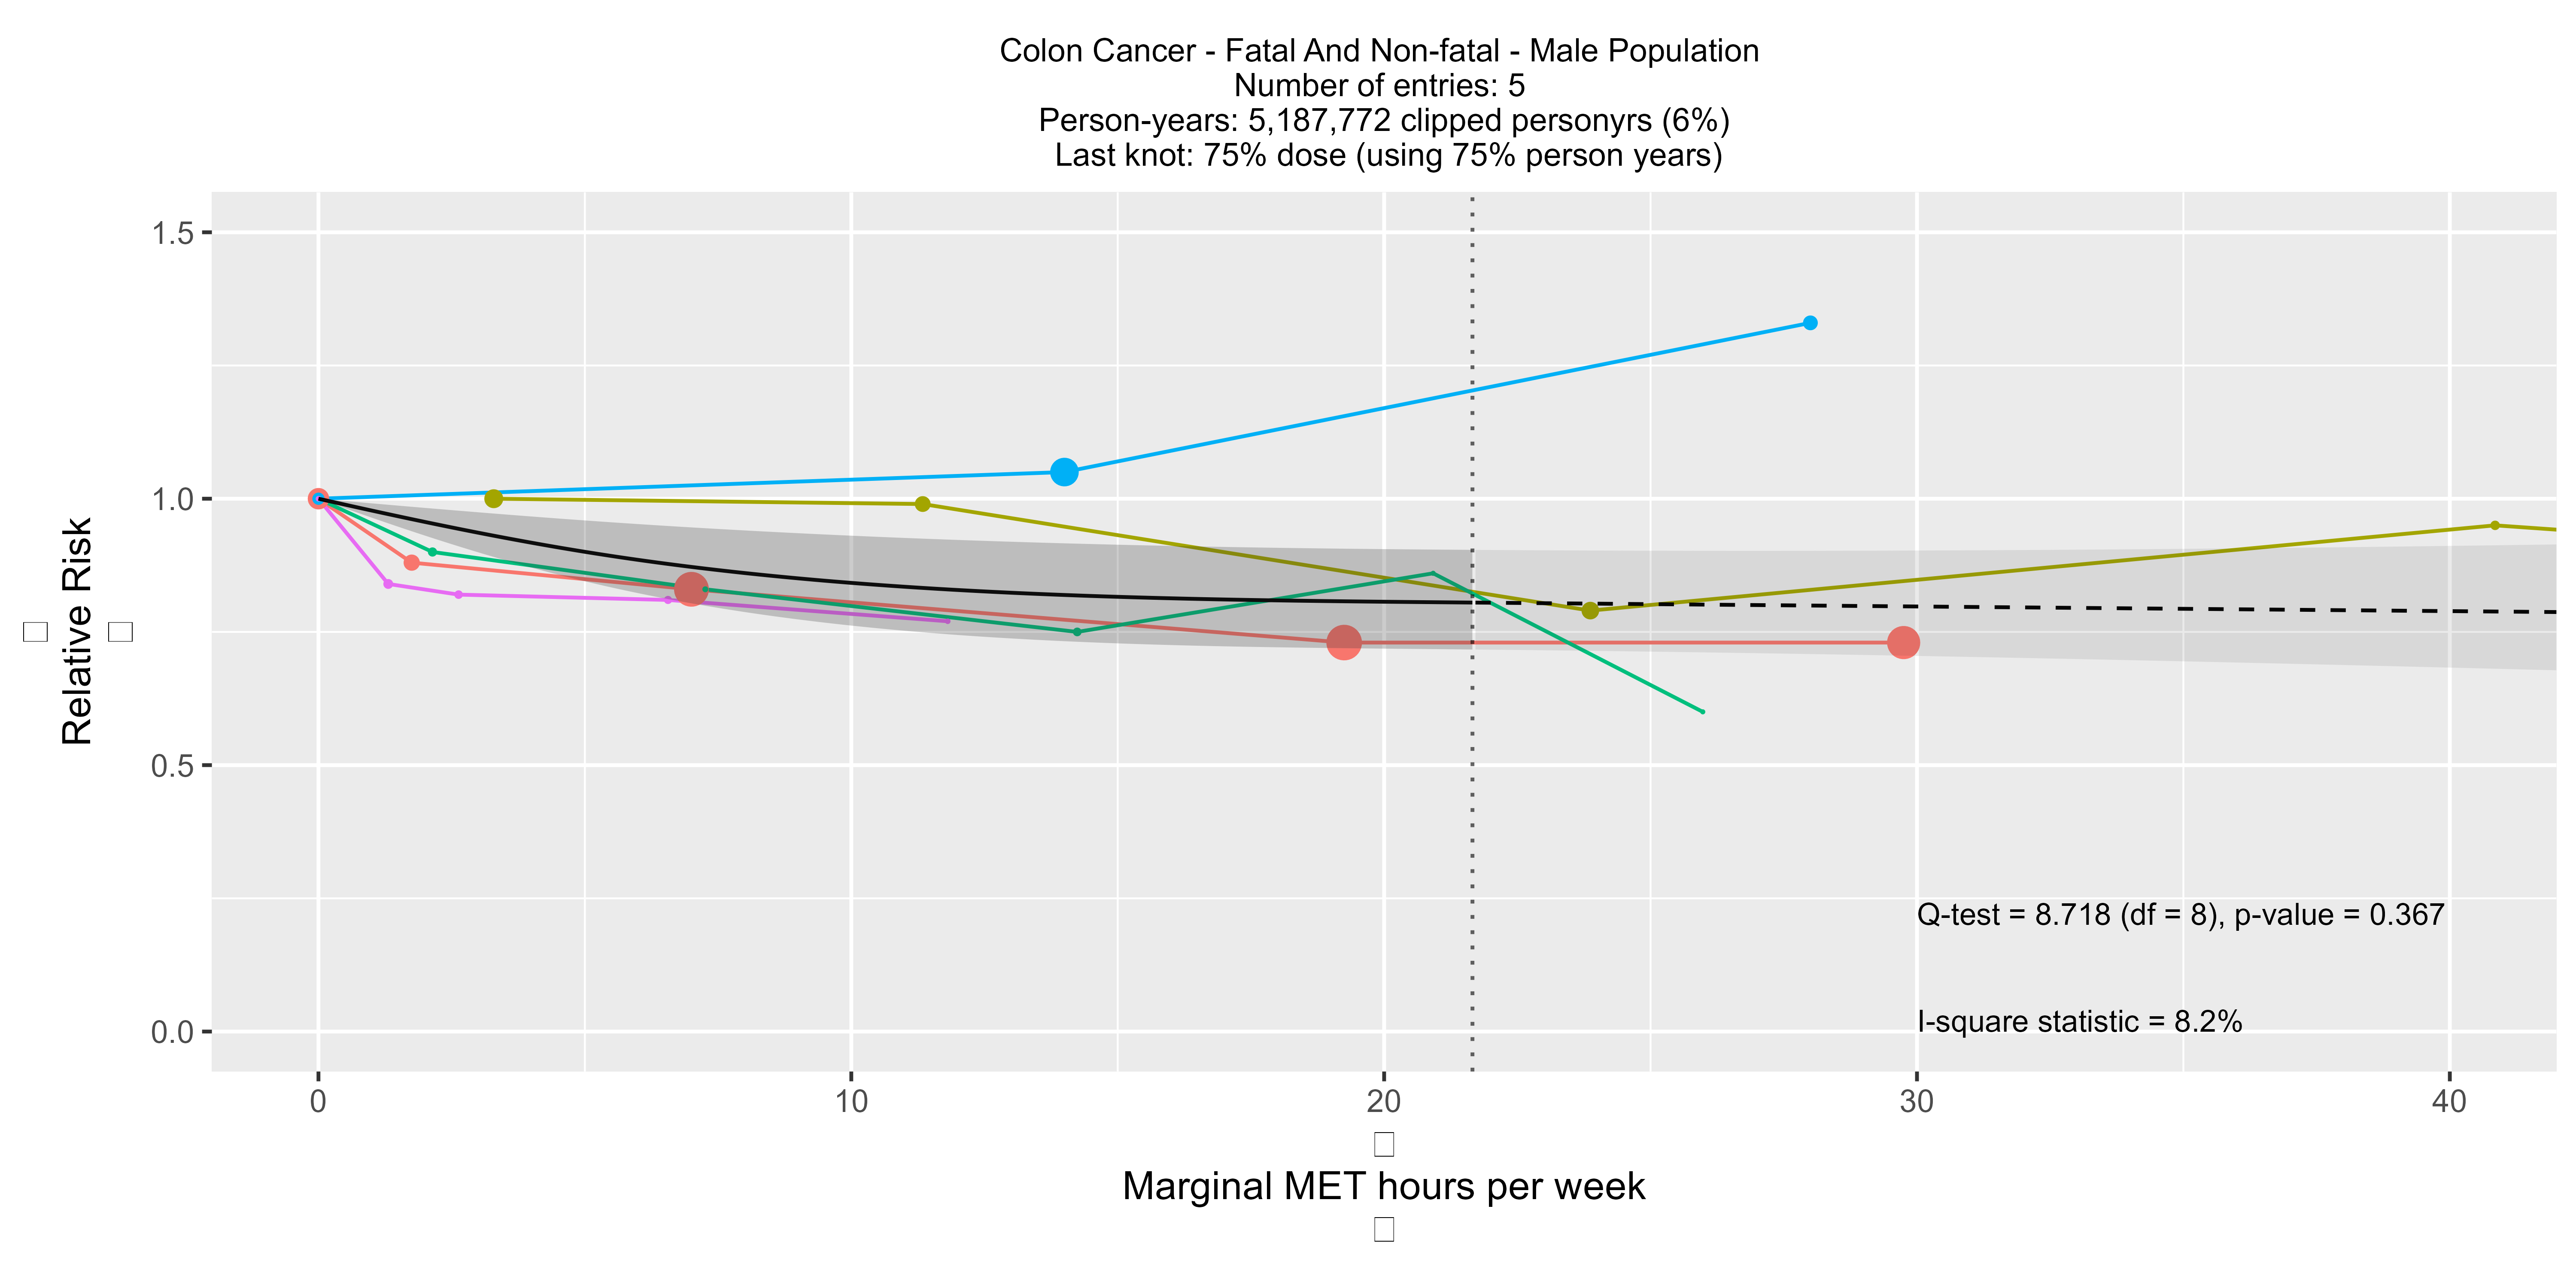 Colon Cancer - Fatal And Non-fatal - Male Population
Number of entries: 5
Person-years: 5,187,772 clipped personyrs (6%)
Last knot: 75% dose (using 75% person years)
1.5
1.0
0.5
0.0
Relative Risk
Q-test = 8.718 (df = 8), p-value = 0.367
I-square statistic = 8.2%
0 10 20 30 40
Marginal MET hours per week